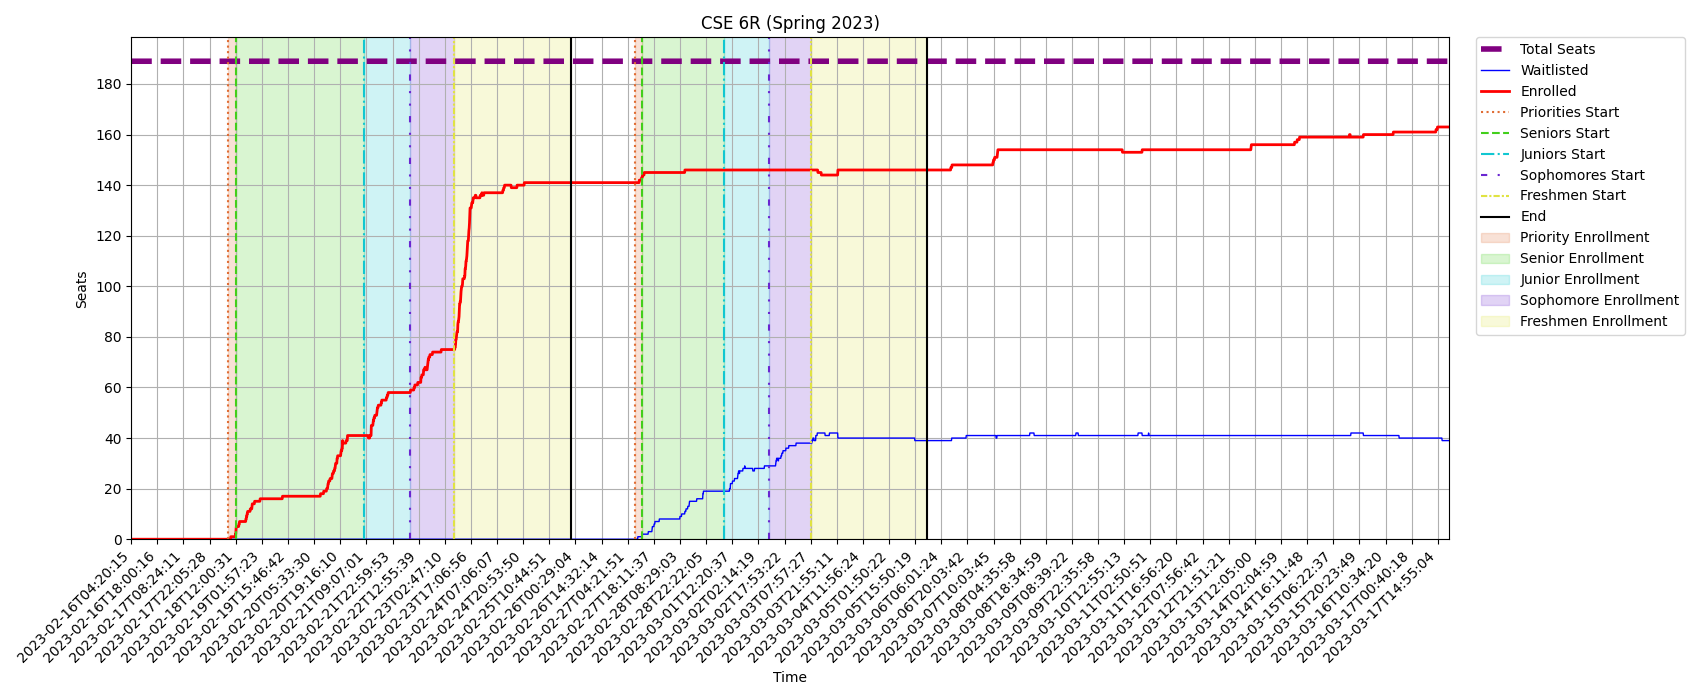 CSE 6R (Spring 2023)
Total Seats
Waitlisted
Enrolled
Priorities Start
Seniors Start
Juniors Start
Sophomores Start
Freshmen Start
End
Priority Enrollment
Senior Enrollment
Junior Enrollment
Sophomore Enrollment
Freshmen Enrollment
Seats
180
160
140
120
100
80
60
40
20
0
2023-02-16T04:20:15
2023-02-16T18:00:16
2023-02-17T08:24:11
2023-02-17T22:05:28
2023-02-18T12:00:31
2023-02-19T01:57:23
2023-02-19T15:46:42
2023-02-20T05:33:30
2023-02-20T19:16:10
2023-02-21T09:07:01
2023-02-21T22:59:53
2023-02-22T12:55:39
2023-02-23T02:47:10
2023-02-23T17:06:56
2023-02-24T07:06:07
2023-02-24T20:53:50
2023-02-25T10:44:51
2023-02-26T00:29:04
2023-02-26T14:32:14
2023-02-27T04:21:51
2023-02-27T18:11:37
2023-02-28T08:29:03
2023-02-28T22:22:05
2023-03-01T12:20:37
2023-03-02T02:14:19
2023-03-02T17:53:22
2023-03-03T07:57:27
2023-03-03T21:55:11
2023-03-04T11:56:24
2023-03-05T01:50:22
2023-03-05T15:50:19
2023-03-06T06:01:24
2023-03-06T20:03:42
2023-03-07T10:03:45
2023-03-08T04:35:58
2023-03-08T18:34:59
2023-03-09T08:39:22
2023-03-09T22:35:58
2023-03-10T12:55:13
2023-03-11T02:50:51
2023-03-11T16:56:20
2023-03-12T07:56:42
2023-03-12T21:51:21
2023-03-13T12:05:00
2023-03-14T02:04:59
2023-03-14T16:11:48
2023-03-15T06:22:37
2023-03-15T20:23:49
2023-03-16T10:34:20
2023-03-17T00:40:18
2023-03-17T14:55:04
Time